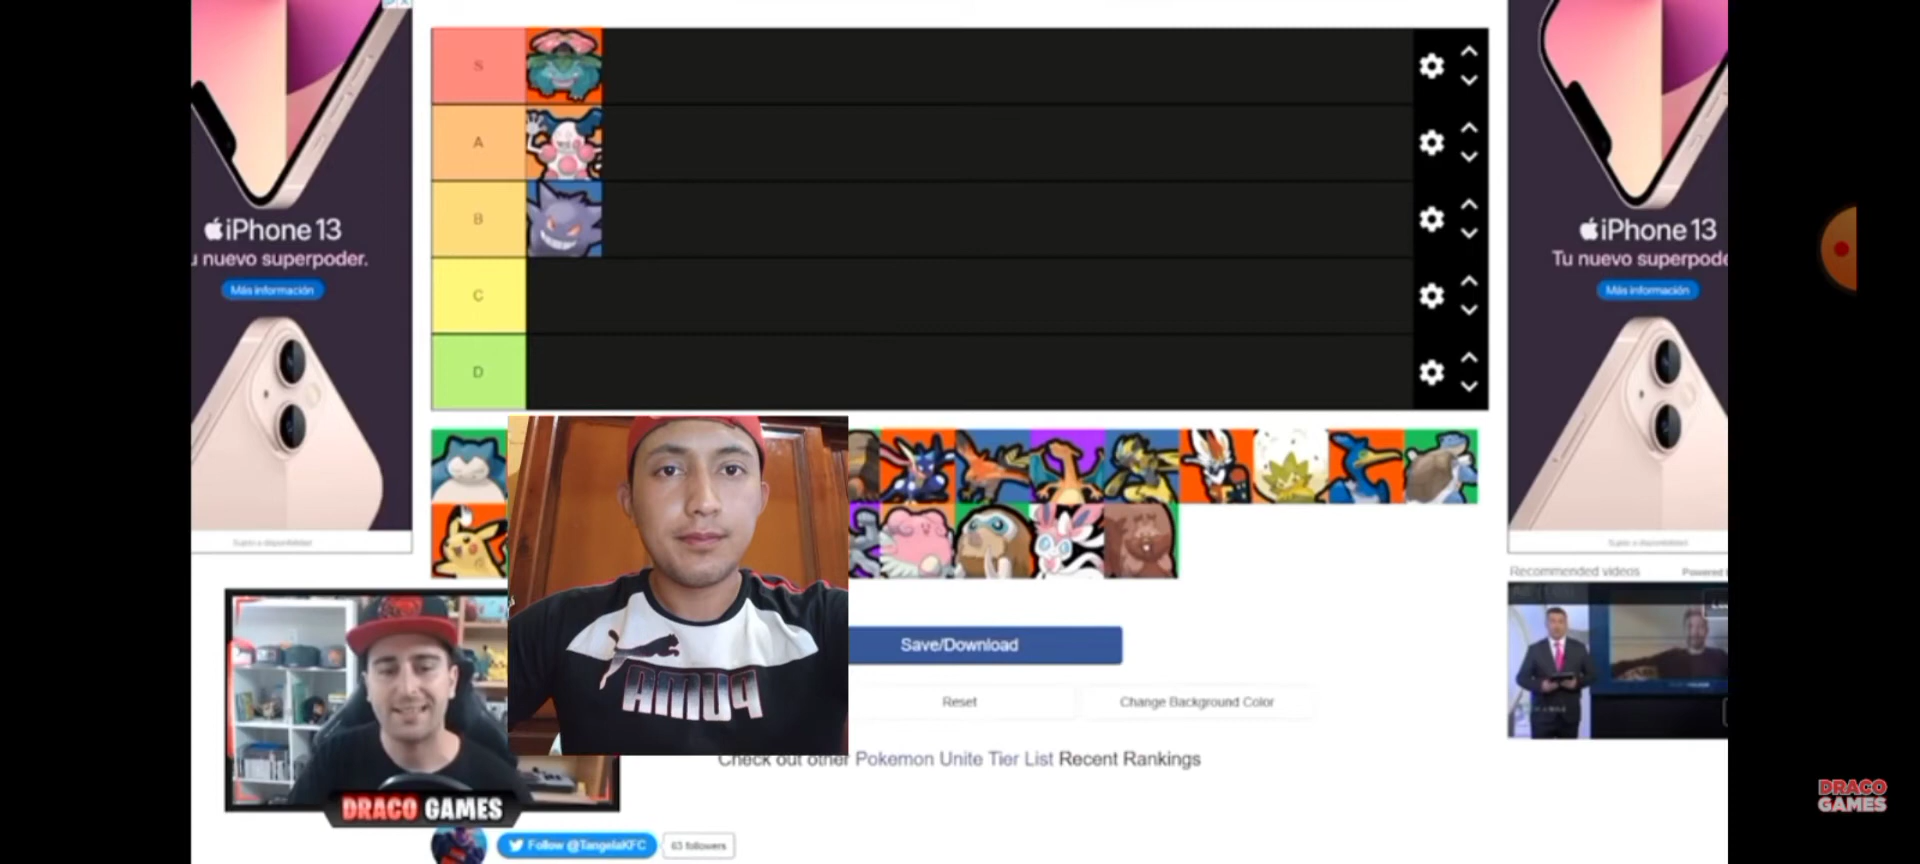 S
A
B
C
D
iPhone 13
u nuevo superpoder.
Más información
iPhone 13
Tu nuevo superpode
Más información
Recommended videos
Powered
Save/Download
Reset
Change Background Color
Check out other Pokemon Unite Tier List Recent Rankings
PUMA
DRACO GAMES
Follow @TangelaKFC
63 followers
DRACO
GAMES